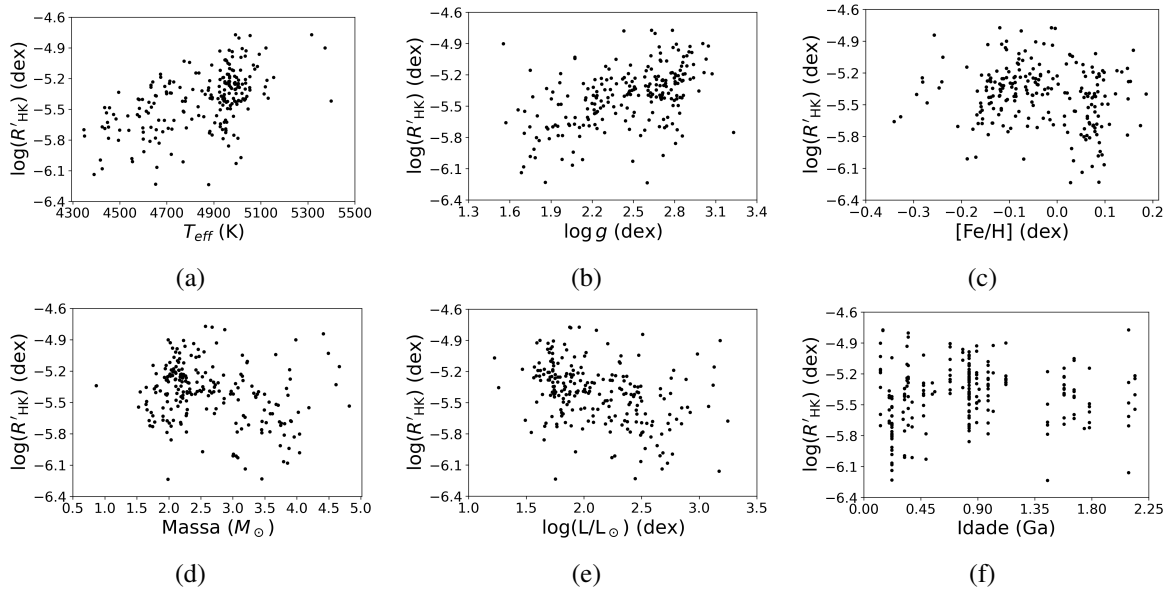 −4.6
−4.9
−5.2
−5.5
−5.8
−6.1
−6.4
log(R′HK) (dex)
4300 4500 4700 4900 5100 5300 5500
Teff (K)
(a)
−4.6
−4.9
−5.2
−5.5
−5.8
−6.1
−6.4
log(R′HK) (dex)
1.3 1.6 1.9 2.2 2.5 2.8 3.1 3.4
log g (dex)
(b)
−4.6
−4.9
−5.2
−5.5
−5.8
−6.1
−6.4
log(R′HK) (dex)
−0.4 −0.3 −0.2 −0.1 0.0 0.1 0.2
[Fe/H] (dex)
(c)
−4.6
−4.9
−5.2
−5.5
−5.8
−6.1
−6.4
log(R′HK) (dex)
0.5 1.0 1.5 2.0 2.5 3.0 3.5 4.0 4.5 5.0
Massa (M⊙)
(d)
−4.6
−4.9
−5.2
−5.5
−5.8
−6.1
−6.4
log(R′HK) (dex)
1.0 1.5 2.0 2.5 3.0 3.5
log(L/L⊙) (dex)
(e)
−4.6
−4.9
−5.2
−5.5
−5.8
−6.1
−6.4
log(R′HK) (dex)
0.00 0.45 0.90 1.35 1.80 2.25
Idade (Ga)
(f)